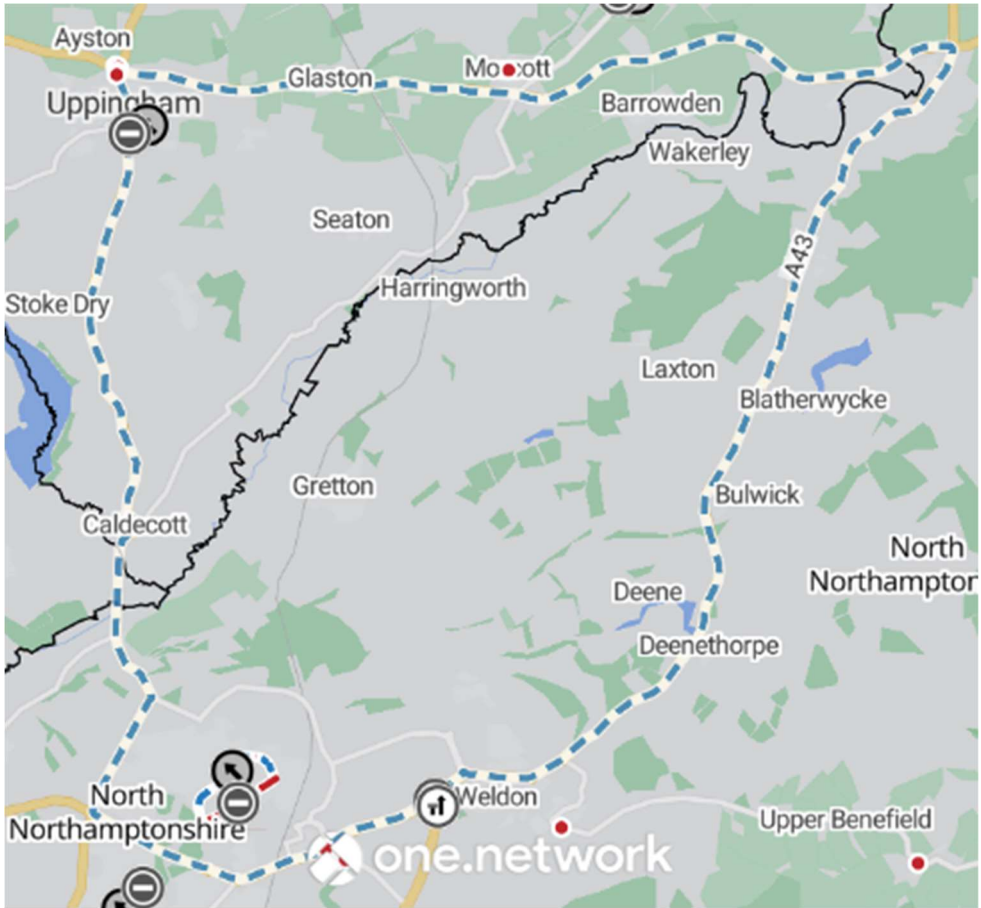 Ayston
Uppingham
Glaston
Barrowden
Wakerley
Seaton
Harringworth
A43
Stoke Dry
Laxton
Blatherwycke
Gretton
Bulwick
Caldecott
North
Northampton
Deene
Deenethorpe
North
Northamptonshire
Weldon
Upper Benefield
one.network